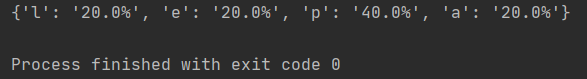 {'l': '20.0%', 'e': '20.0%', 'p': '40.0%', 'a': '20.0%'}
Process finished with exit code 0